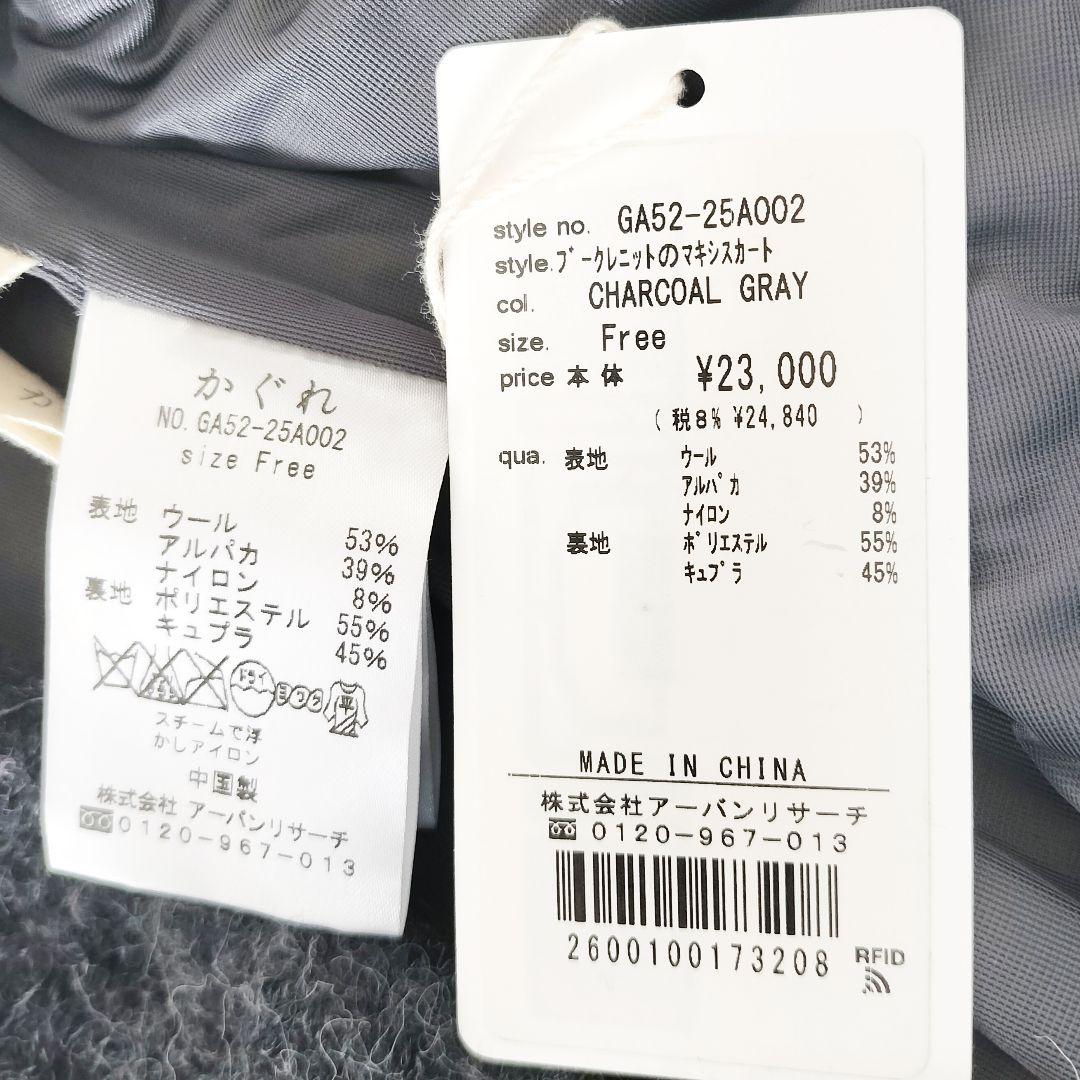 かぐれ
NO. GA52-25A002
size Free
表地 ウール 53%
アルパカ 39%
ナイロン 8%
裏地 ポリエステル 55%
キュプラ 45%
ドライ
エンソフ
平
スチームで浮
かしアイロン
中国製
株式会社アーバンリサーチ
0120-967-013
style no. GA52-25A002
style. ブークレニットのマキシスカート
col. CHARCOAL GRAY
size. Free
price 本体 ¥23,000
( 税8% ¥24,840 )
qua. 表地 ウール 53%
アルパカ 39%
ナイロン 8%
裏地 ポリエステル 55%
キュプラ 45%
MADE IN CHINA
株式会社アーバンリサーチ
0120-967-013
2600100173208
RFID